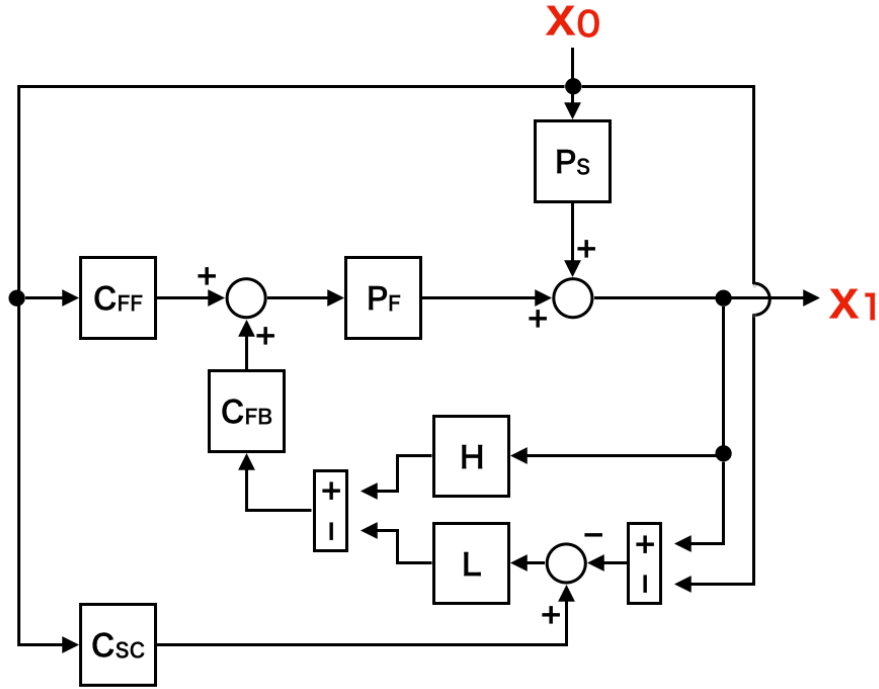 X0
PS
+
+
CFF
PF
+
X1
+
CFB
H
+
−
L
−
+
−
+
CSC